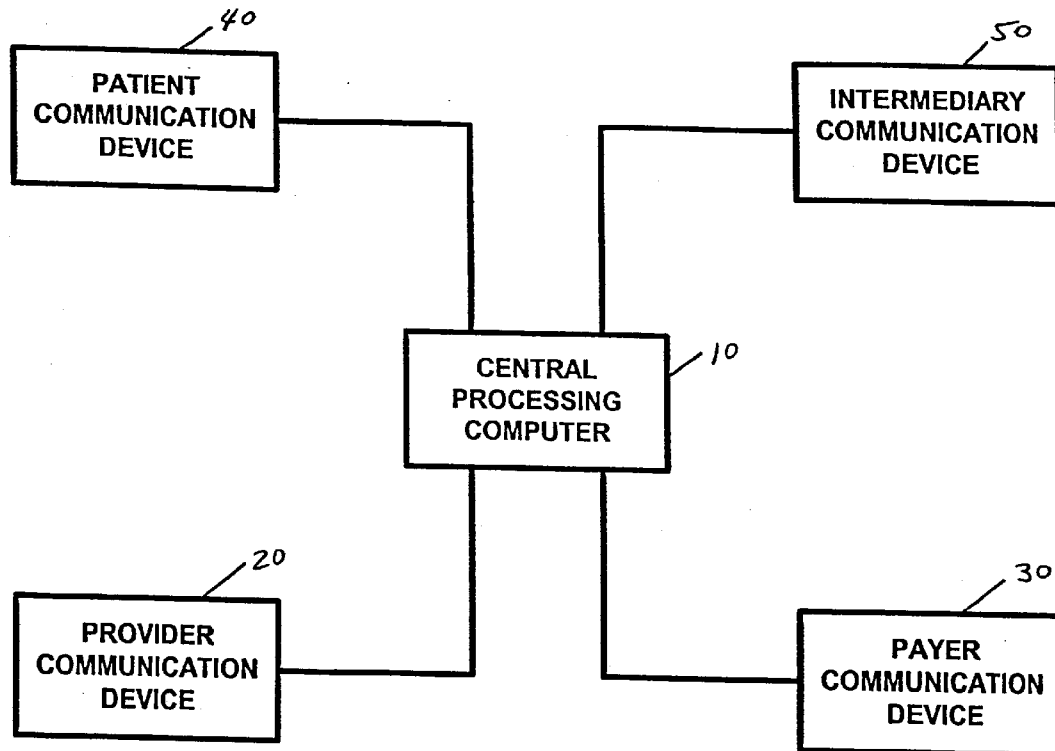 40
PATIENT
COMMUNICATION
DEVICE
50
INTERMEDIARY
COMMUNICATION
DEVICE
CENTRAL
PROCESSING
COMPUTER
10
20
PROVIDER
COMMUNICATION
DEVICE
30
PAYER
COMMUNICATION
DEVICE